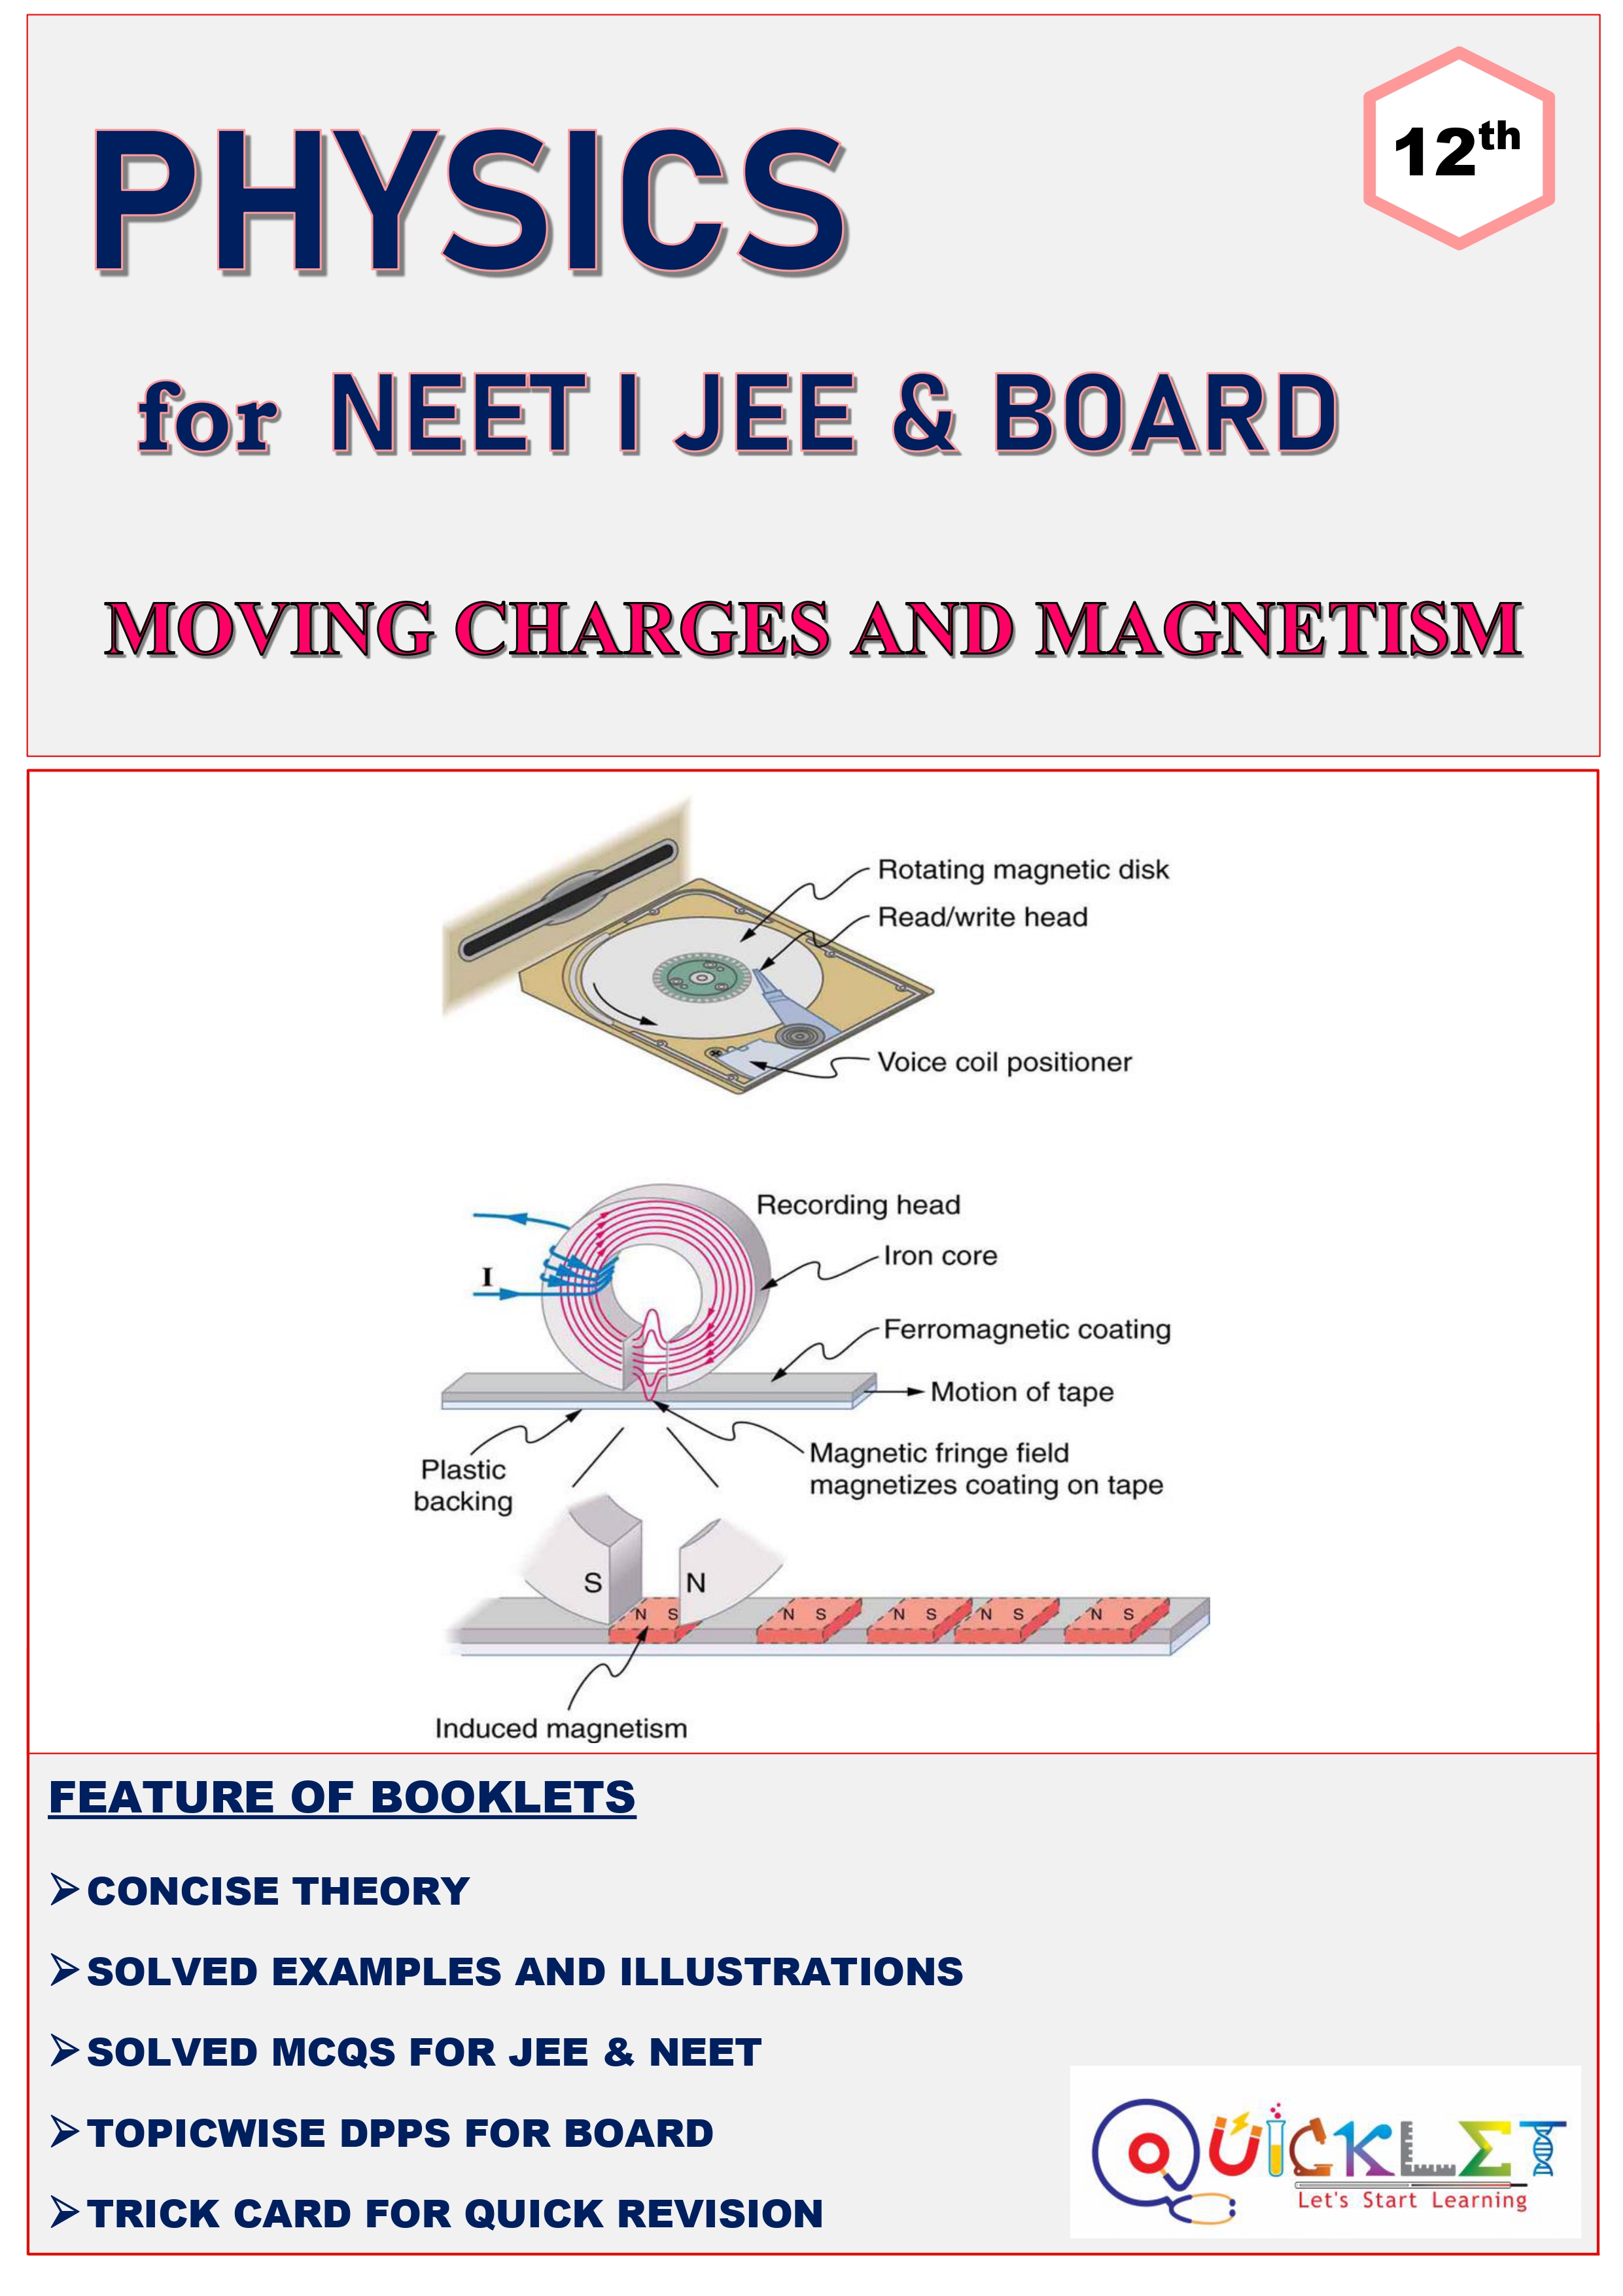 PHYSICS
12th
for NEET I JEE & BOARD
MOVING CHARGES AND MAGNETISM
Rotating magnetic disk
Read/write head
Voice coil positioner
Recording head
Iron core
I
Ferromagnetic coating
Motion of tape
Magnetic fringe field
magnetizes coating on tape
Plastic
backing
S N
N S N S N S N S N S
Induced magnetism
FEATURE OF BOOKLETS
➢ CONCISE THEORY
➢ SOLVED EXAMPLES AND ILLUSTRATIONS
➢ SOLVED MCQS FOR JEE & NEET
➢ TOPICWISE DPPS FOR BOARD
➢ TRICK CARD FOR QUICK REVISION
QUICKLET
Let's Start Learning